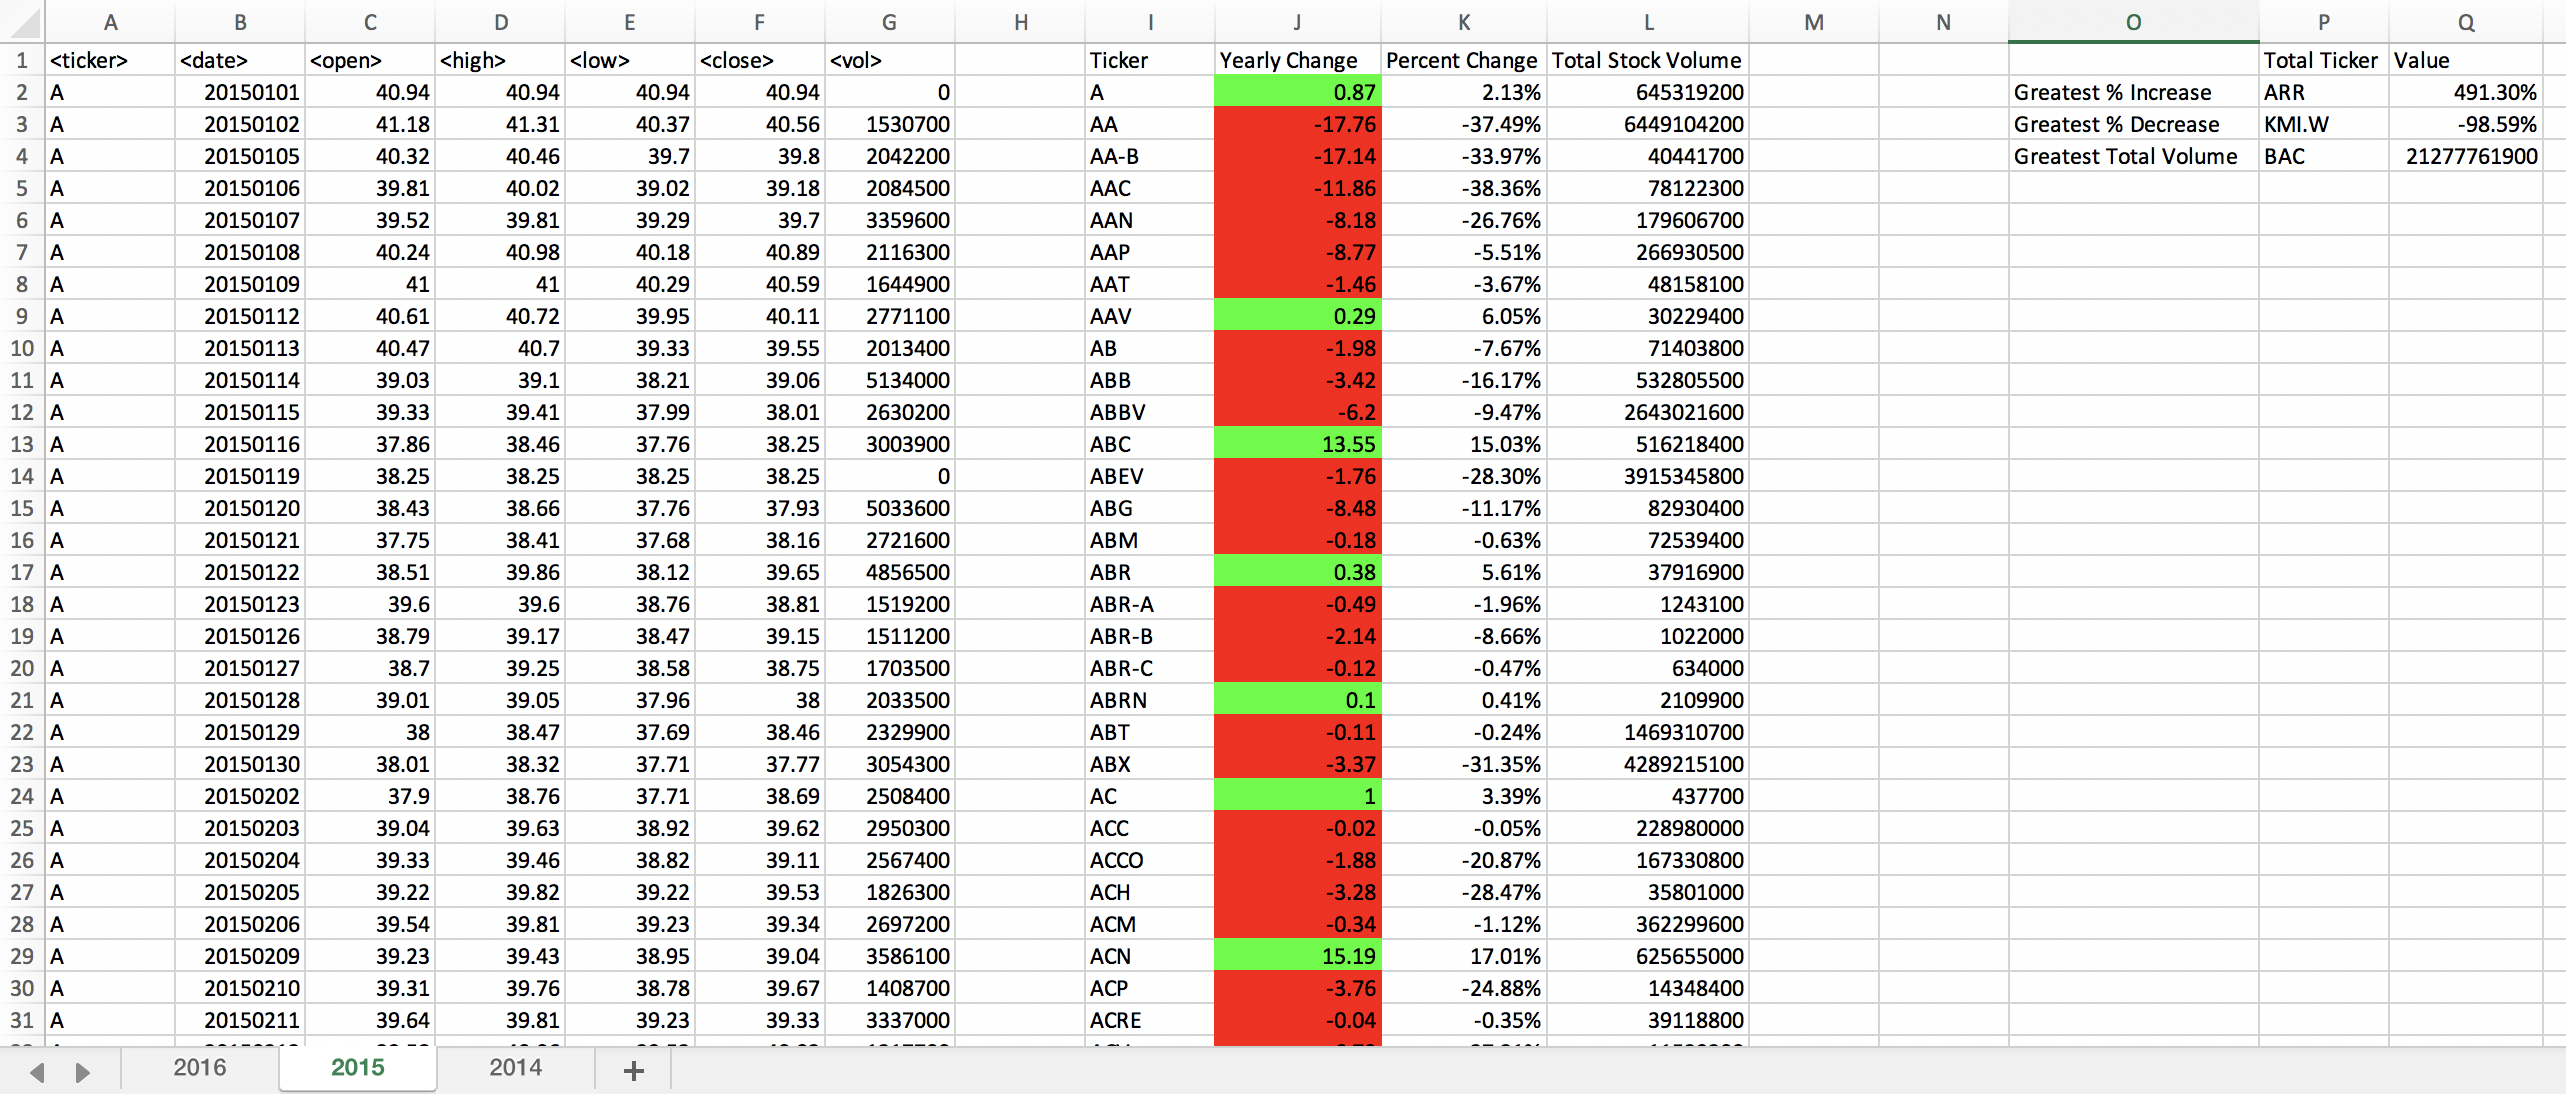 A B C D E F G H I J K L M N O P Q
1 <ticker> <date> <open> <high> <low> <close> <vol> Ticker Yearly Change Percent Change Total Stock Volume Total Ticker Value
2 A 20150101 40.94 40.94 40.94 40.94 0 A 0.87 2.13% 645319200 Greatest % Increase ARR 491.30%
3 A 20150102 41.18 41.31 40.37 40.56 1530700 AA -17.76 -37.49% 6449104200 Greatest % Decrease KMI.W -98.59%
4 A 20150105 40.32 40.46 39.7 39.8 2042200 AA-B -17.14 -33.97% 40441700 Greatest Total Volume BAC 21277761900
5 A 20150106 39.81 40.02 39.02 39.18 2084500 AAC -11.86 -38.36% 78122300
6 A 20150107 39.52 39.81 39.29 39.7 3359600 AAN -8.18 -26.76% 179606700
7 A 20150108 40.24 40.98 40.18 40.89 2116300 AAP -8.77 -5.51% 266930500
8 A 20150109 41 41 40.29 40.59 1644900 AAT -1.46 -3.67% 48158100
9 A 20150112 40.61 40.72 39.95 40.11 2771100 AAV 0.29 6.05% 30229400
10 A 20150113 40.47 40.7 39.33 39.55 2013400 AB -1.98 -7.67% 71403800
11 A 20150114 39.03 39.1 38.21 39.06 5134000 ABB -3.42 -16.17% 532805500
12 A 20150115 39.33 39.41 37.99 38.01 2630200 ABBV -6.2 -9.47% 2643021600
13 A 20150116 37.86 38.46 37.76 38.25 3003900 ABC 13.55 15.03% 516218400
14 A 20150119 38.25 38.25 38.25 38.25 0 ABEV -1.76 -28.30% 3915345800
15 A 20150120 38.43 38.66 37.76 37.93 5033600 ABG -8.48 -11.17% 82930400
16 A 20150121 37.75 38.41 37.68 38.16 2721600 ABM -0.18 -0.63% 72539400
17 A 20150122 38.51 39.86 38.12 39.65 4856500 ABR 0.38 5.61% 37916900
18 A 20150123 39.6 39.6 38.76 38.81 1519200 ABR-A -0.49 -1.96% 1243100
19 A 20150126 38.79 39.17 38.47 39.15 1511200 ABR-B -2.14 -8.66% 1022000
20 A 20150127 38.7 39.25 38.58 38.75 1703500 ABR-C -0.12 -0.47% 634000
21 A 20150128 39.01 39.05 37.96 38 2033500 ABRN 0.1 0.41% 2109900
22 A 20150129 38 38.47 37.69 38.46 2329900 ABT -0.11 -0.24% 1469310700
23 A 20150130 38.01 38.32 37.71 37.77 3054300 ABX -3.37 -31.35% 4289215100
24 A 20150202 37.9 38.76 37.71 38.69 2508400 AC 1 3.39% 437700
25 A 20150203 39.04 39.63 38.92 39.62 2950300 ACC -0.02 -0.05% 228980000
26 A 20150204 39.33 39.46 38.82 39.11 2567400 ACCO -1.88 -20.87% 167330800
27 A 20150205 39.22 39.82 39.22 39.53 1826300 ACH -3.28 -28.47% 35801000
28 A 20150206 39.54 39.81 39.23 39.34 2697200 ACM -0.34 -1.12% 362299600
29 A 20150209 39.23 39.43 38.95 39.04 3586100 ACN 15.19 17.01% 625655000
30 A 20150210 39.31 39.76 38.78 39.67 1408700 ACP -3.76 -24.88% 14348400
31 A 20150211 39.64 39.81 39.23 39.33 3337000 ACRE -0.04 -0.35% 39118800
2016 2015 2014 +